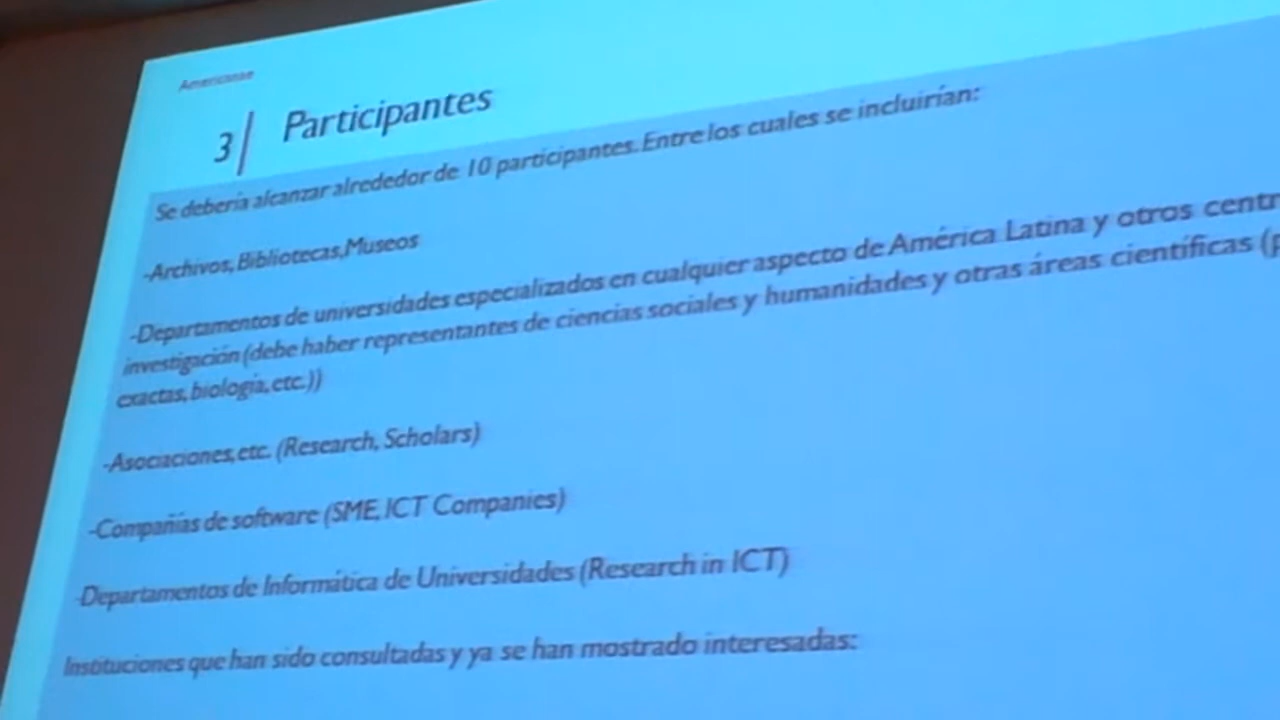 Americanae
3 Participantes
Se debería alcanzar alrededor de 10 participantes. Entre los cuales se incluirían:
-Archivos, Bibliotecas, Museos
-Departamentos de universidades especializados en cualquier aspecto de América Latina y otros centr
investigación (debe haber representantes de ciencias sociales y humanidades y otras áreas científicas (
exactas, biología, etc.))
-Asociaciones, etc. (Research, Scholars)
-Compañías de software (SME, ICT Companies)
-Departamentos de Informática de Universidades (Research in ICT)
Instituciones que han sido consultadas y ya se han mostrado interesadas: